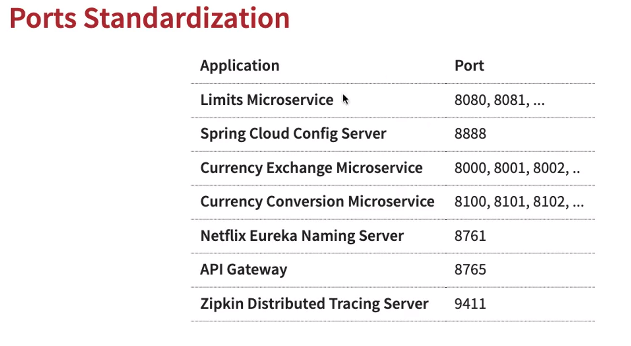 Ports Standardization
Application Port
Limits Microservice 8080, 8081, ...
Spring Cloud Config Server 8888
Currency Exchange Microservice 8000, 8001, 8002, ..
Currency Conversion Microservice 8100, 8101, 8102, ...
Netflix Eureka Naming Server 8761
API Gateway 8765
Zipkin Distributed Tracing Server 9411